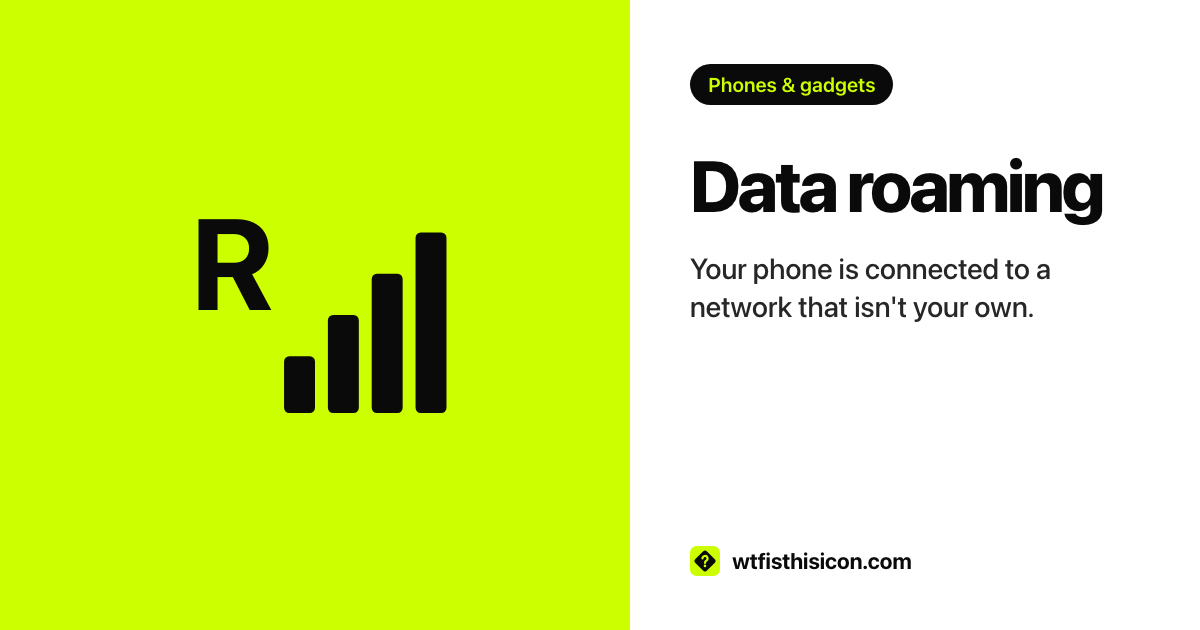 R
Phones & gadgets
Data roaming
Your phone is connected to a
network that isn't your own.
wtfisthisicon.com